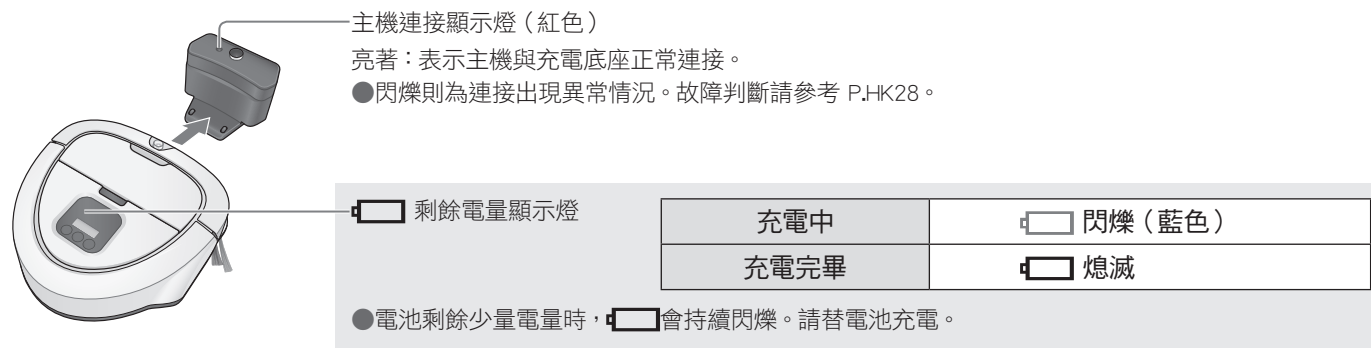 主機連接顯示燈（紅色）
亮著：表示主機與充電底座正常連接。
●閃爍則為連接出現異常情況。故障判斷請參考 P.HK28。
剩餘電量顯示燈
充電中 閃爍（藍色）
充電完畢 熄滅
●電池剩餘少量電量時，會持續閃爍。請替電池充電。